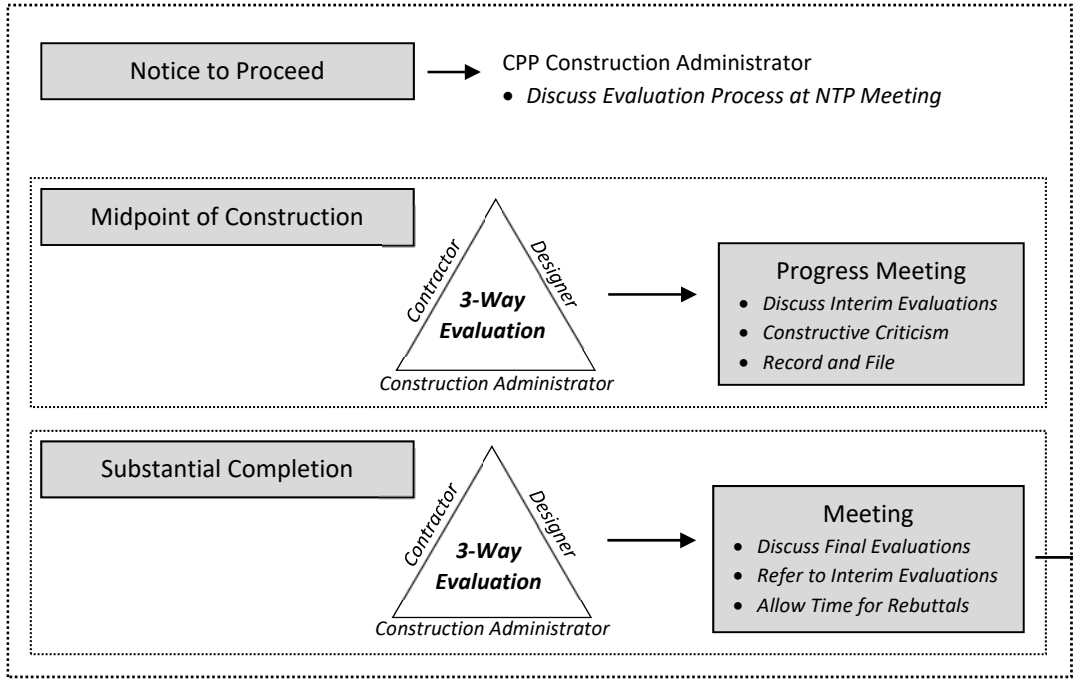 Notice to Proceed
CPP Construction Administrator
• Discuss Evaluation Process at NTP Meeting
Midpoint of Construction
Contractor
Designer
3-Way
Evaluation
Construction Administrator
Progress Meeting
• Discuss Interim Evaluations
• Constructive Criticism
• Record and File
Substantial Completion
Contractor
Designer
3-Way
Evaluation
Construction Administrator
Meeting
• Discuss Final Evaluations
• Refer to Interim Evaluations
• Allow Time for Rebuttals